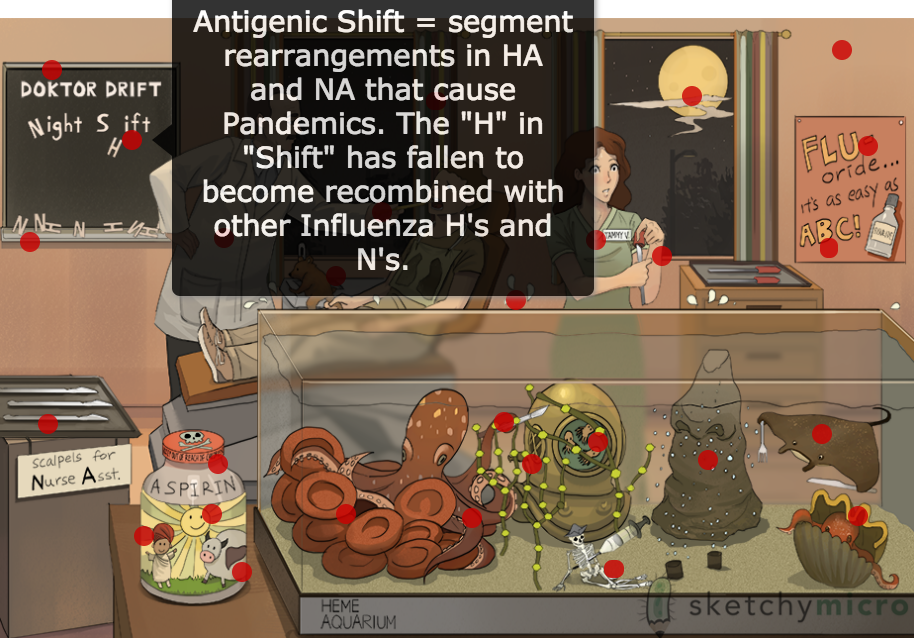 Antigenic Shift = segment
rearrangements in HA
and NA that cause
Pandemics. The "H" in
"Shift" has fallen to
become recombined with
other Influenza H's and
N's.
DOKTOR DRIFT
Night S ift
H
FLU
oride...
it's as easy as
ABC!
TAMMY V.
scalpels for
Nurse Asst.
ASPIRIN
HEME
AQUARIUM
sketchymicro